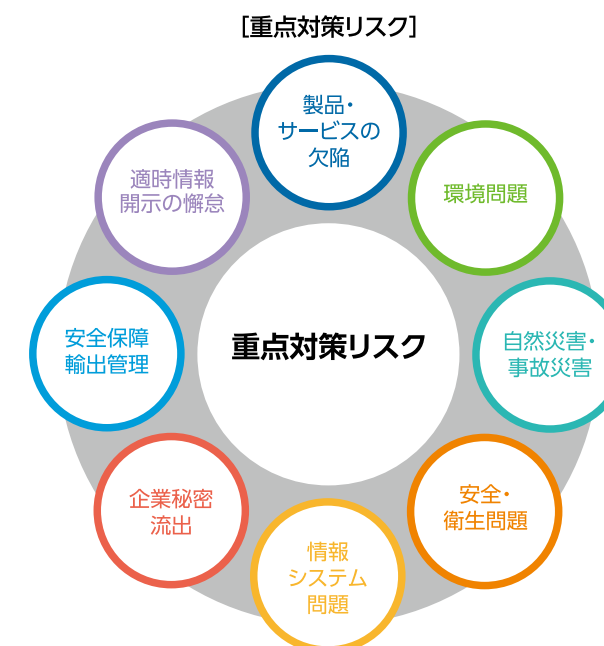 ［重点対策リスク］
製品・
サービスの
欠陥
適時情報
開示の懈怠
環境問題
安全保障
輸出管理
重点対策リスク
自然災害・
事故災害
企業秘密
流出
安全・
衛生問題
情報
システム
問題